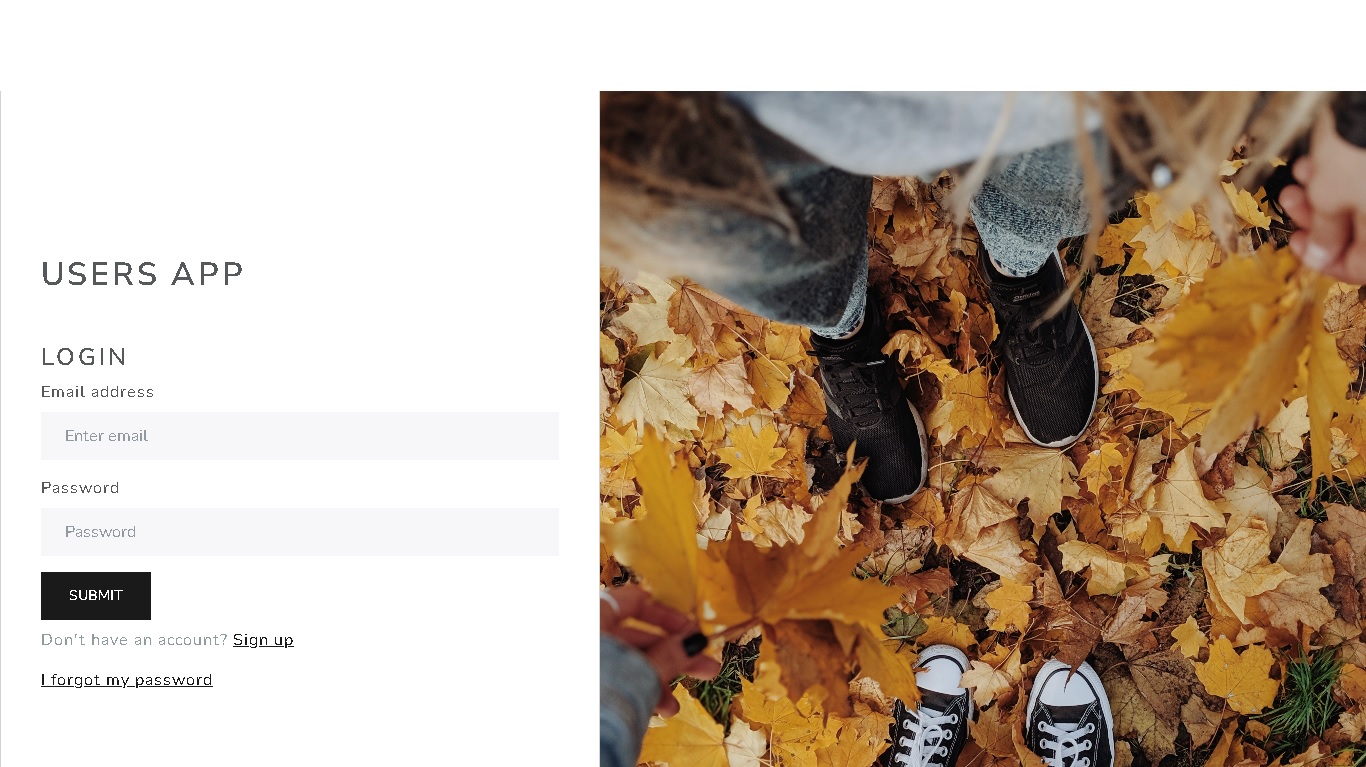 USERS APP
LOGIN
Email address
Enter email
Password
Password
SUBMIT
Don't have an account? Sign up
I forgot my password